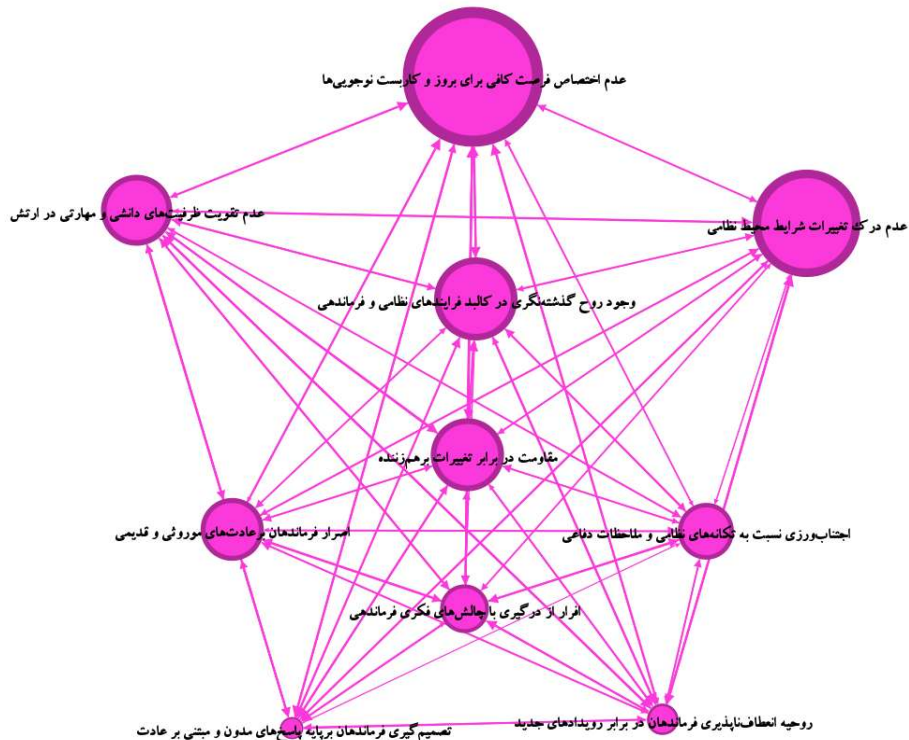 عدم اختصاص فرصت کافی برای بروز و کاربست نوجویی‌ها
عدم تقویت ظرفیت‌های دانشی و مهارتی در ارتش
عدم درک تغییرات شرایط محیط نظامی
وجود روح گذشته‌نگری در کالبد فرایندهای نظامی و فرماندهی
مقاومت در برابر تغییرات برهم‌زننده
اصرار فرماندهان برعادت‌های موروثی و قدیمی
اجتناب‌ورزی نسبت به تکانه‌های نظامی و ملاحظات دفاعی
افرار از درگیری با چالش‌های فکری فرماندهی
تصمیم‌گیری فرماندهان برپایه پاسخ‌های مدون و مبتنی بر عادت
روحیه انعطاف‌ناپذیری فرماندهان در برابر رویدادهای جدید